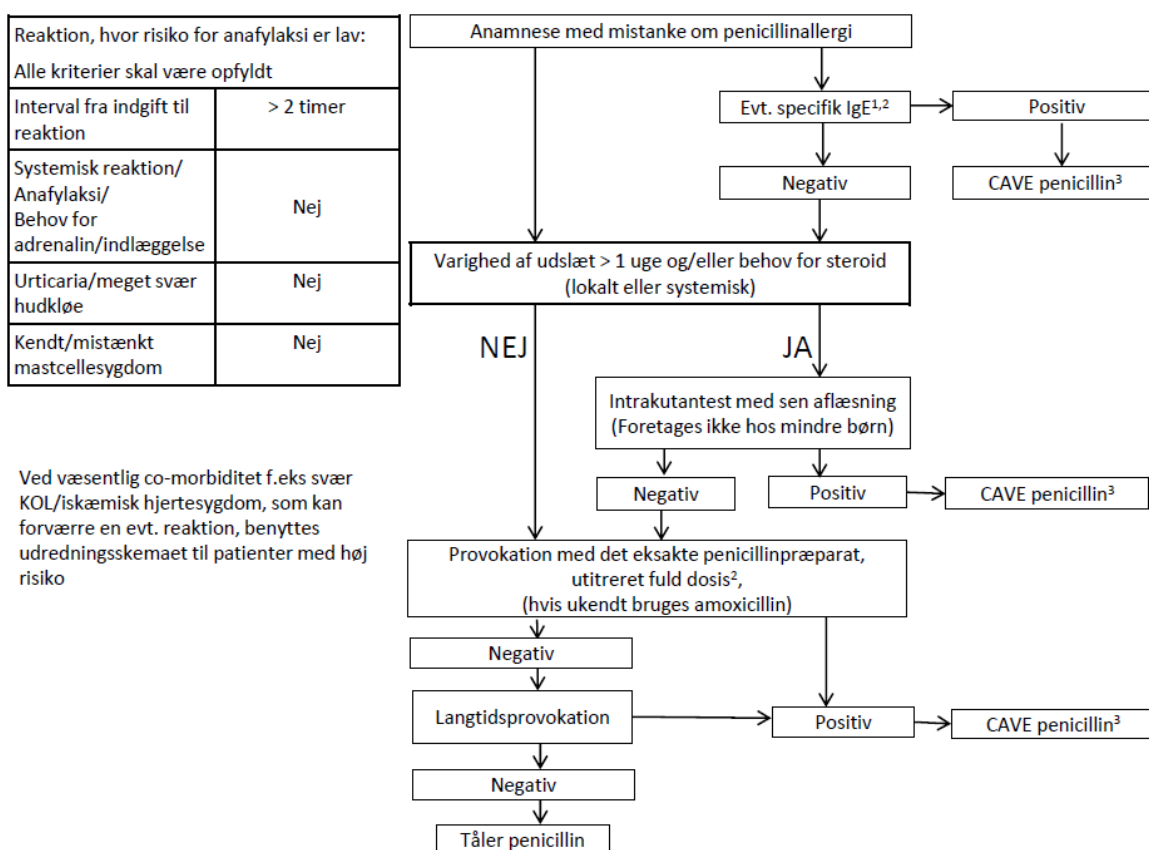 Reaktion, hvor risiko for anafylaksi er lav:
Alle kriterier skal være opfyldt
Interval fra indgift til
reaktion
> 2 timer
Systemisk reaktion/
Anafylaksi/
Behov for
adrenalin/indlæggelse
Nej
Urticaria/meget svær
hudkløe
Nej
Kendt/mistænkt
mastcellesygdom
Nej
Ved væsentlig co-morbiditet f.eks svær
KOL/iskæmisk hjertesygdom, som kan
forværre en evt. reaktion, benyttes
udredningsskemaet til patienter med høj
risiko
Anamnese med mistanke om penicillinallergi
Evt. specifik IgE¹,²
Positiv
Negativ
CAVE penicillin³
Varighed af udslæt > 1 uge og/eller behov for steroid
(lokalt eller systemisk)
NEJ
JA
Intrakutantest med sen aflæsning
(Foretages ikke hos mindre børn)
Negativ
Positiv
CAVE penicillin³
Provokation med det eksakte penicillinpræparat,
utitreret fuld dosis²,
(hvis ukendt bruges amoxicillin)
Negativ
Langtidsprovokation
Positiv
CAVE penicillin³
Negativ
Tåler penicillin